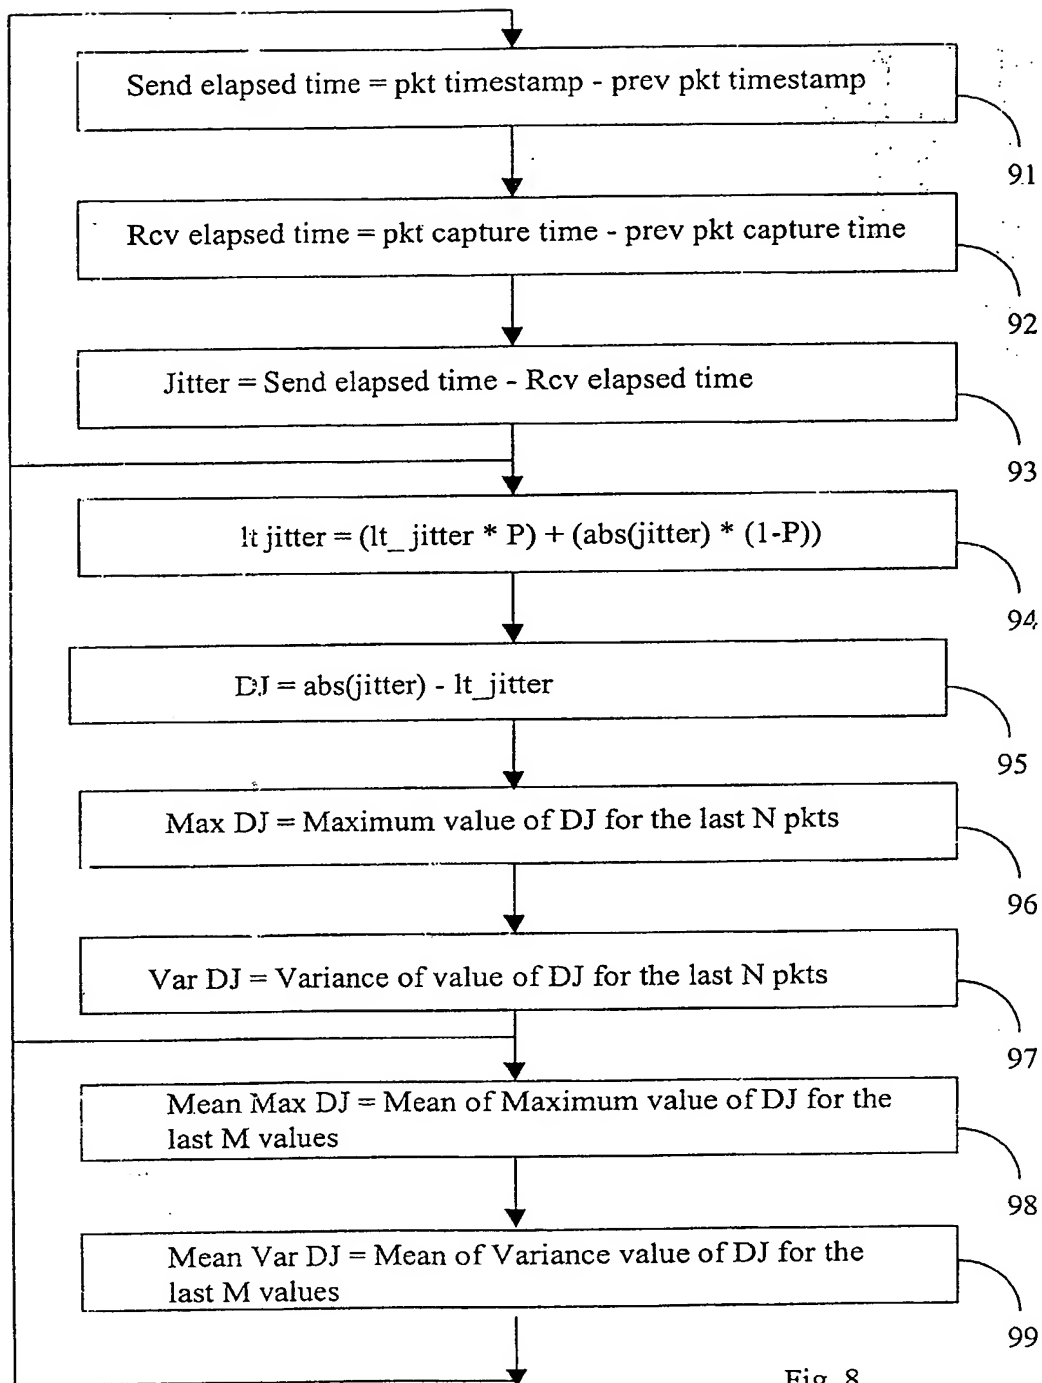 Send elapsed time = pkt timestamp - prev pkt timestamp
91
Rcv elapsed time = pkt capture time - prev pkt capture time
92
Jitter = Send elapsed time - Rcv elapsed time
93
lt jitter = (lt_jitter * P) + (abs(jitter) * (1-P))
94
DJ = abs(jitter) - lt_jitter
95
Max DJ = Maximum value of DJ for the last N pkts
96
Var DJ = Variance of value of DJ for the last N pkts
97
Mean Max DJ = Mean of Maximum value of DJ for the
last M values
98
Mean Var DJ = Mean of Variance value of DJ for the
last M values
99
Fig. 8